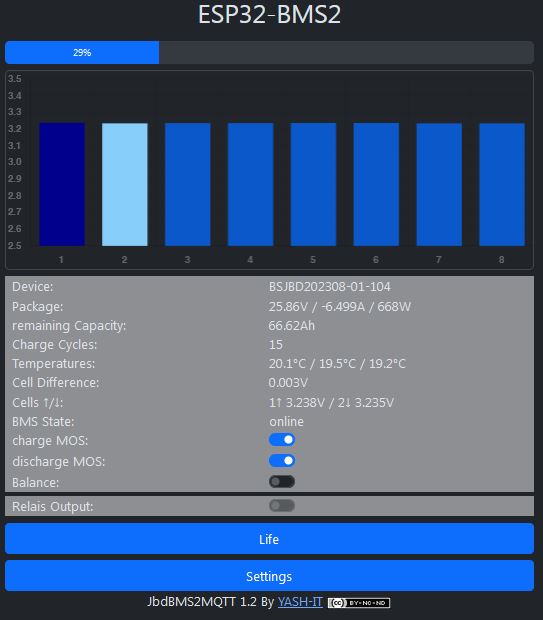 ESP32-BMS2
29%
3.5
3.4
3.3
3.2
3.1
3.0
2.9
2.8
2.7
2.6
2.5
1 2 3 4 5 6 7 8
Device: BSJBD202308-01-104
Package: 25.86V / -6.499A / 668W
remaining Capacity: 66.62Ah
Charge Cycles: 15
Temperatures: 20.1°C / 19.5°C / 19.2°C
Cell Difference: 0.003V
Cells ↑/↓: 1↑ 3.238V / 2↓ 3.235V
BMS State: online
charge MOS:
discharge MOS:
Balance:
Relais Output:
Life
Settings
JbdBMS2MQTT 1.2 By YASH-IT cc BY-NC-ND